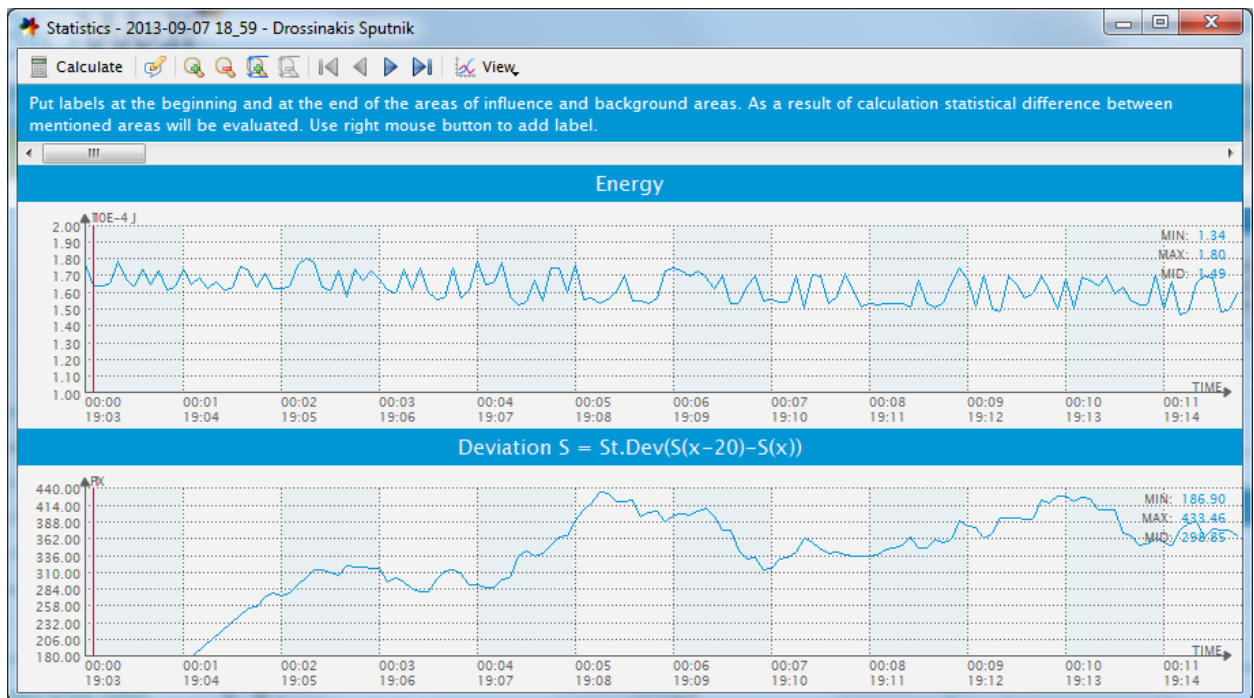 Statistics - 2013-09-07 18_59 - Drossinakis Sputnik
Calculate View
Put labels at the beginning and at the end of the areas of influence and background areas. As a result of calculation statistical difference between
mentioned areas will be evaluated. Use right mouse button to add label.
Energy
10E-4 J
2.00
1.90
1.80
1.70
1.60
1.50
1.40
1.30
1.20
1.10
1.00
MIN: 1.34
MAX: 1.80
MID: 1.49
TIME
00:00 00:01 00:02 00:03 00:04 00:05 00:06 00:07 00:08 00:09 00:10 00:11
19:03 19:04 19:05 19:06 19:07 19:08 19:09 19:10 19:11 19:12 19:13 19:14
Deviation S = St.Dev(S(x-20)-S(x))
440.00
414.00
388.00
362.00
336.00
310.00
284.00
258.00
232.00
206.00
180.00
MIN: 186.90
MAX: 433.46
MID: 298.85
TIME
00:00 00:01 00:02 00:03 00:04 00:05 00:06 00:07 00:08 00:09 00:10 00:11
19:03 19:04 19:05 19:06 19:07 19:08 19:09 19:10 19:11 19:12 19:13 19:14